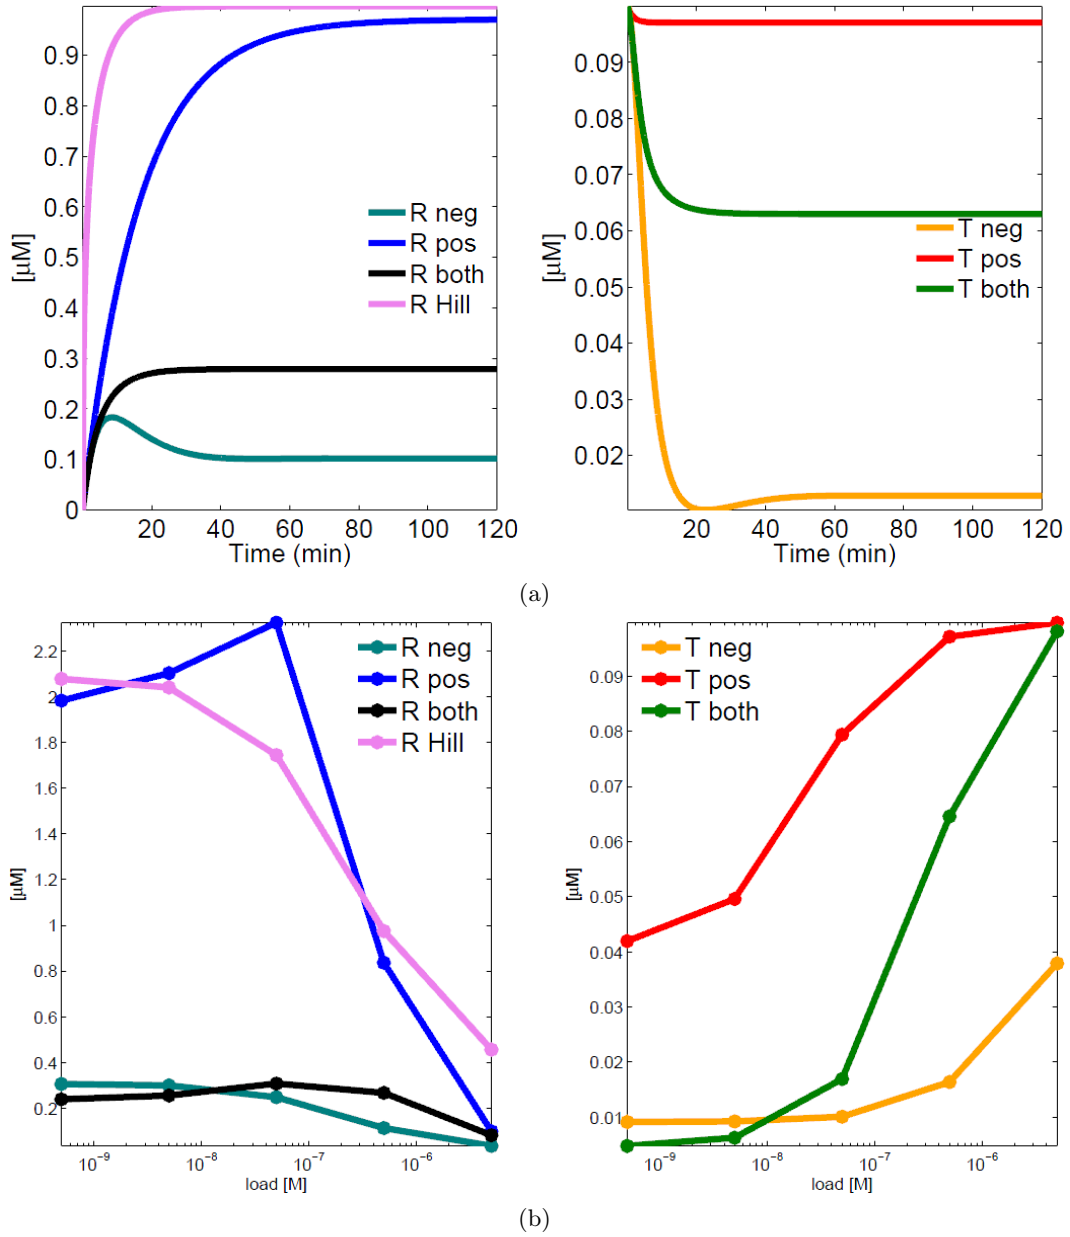 0.9
0.8
0.7
0.6
0.5
0.4
0.3
0.2
0.1
0
[μM]
R neg
R pos
R both
R Hill
20 40 60 80 100 120
Time (min)
0.09
0.08
0.07
0.06
0.05
0.04
0.03
0.02
[μM]
T neg
T pos
T both
20 40 60 80 100 120
Time (min)
(a)
2.2
2
1.8
1.6
1.4
1.2
1
0.8
0.6
0.4
0.2
[μM]
R neg
R pos
R both
R Hill
10⁻⁹ 10⁻⁸ 10⁻⁷ 10⁻⁶
load [M]
0.09
0.08
0.07
0.06
0.05
0.04
0.03
0.02
0.01
[μM]
T neg
T pos
T both
10⁻⁹ 10⁻⁸ 10⁻⁷ 10⁻⁶
load [M]
(b)